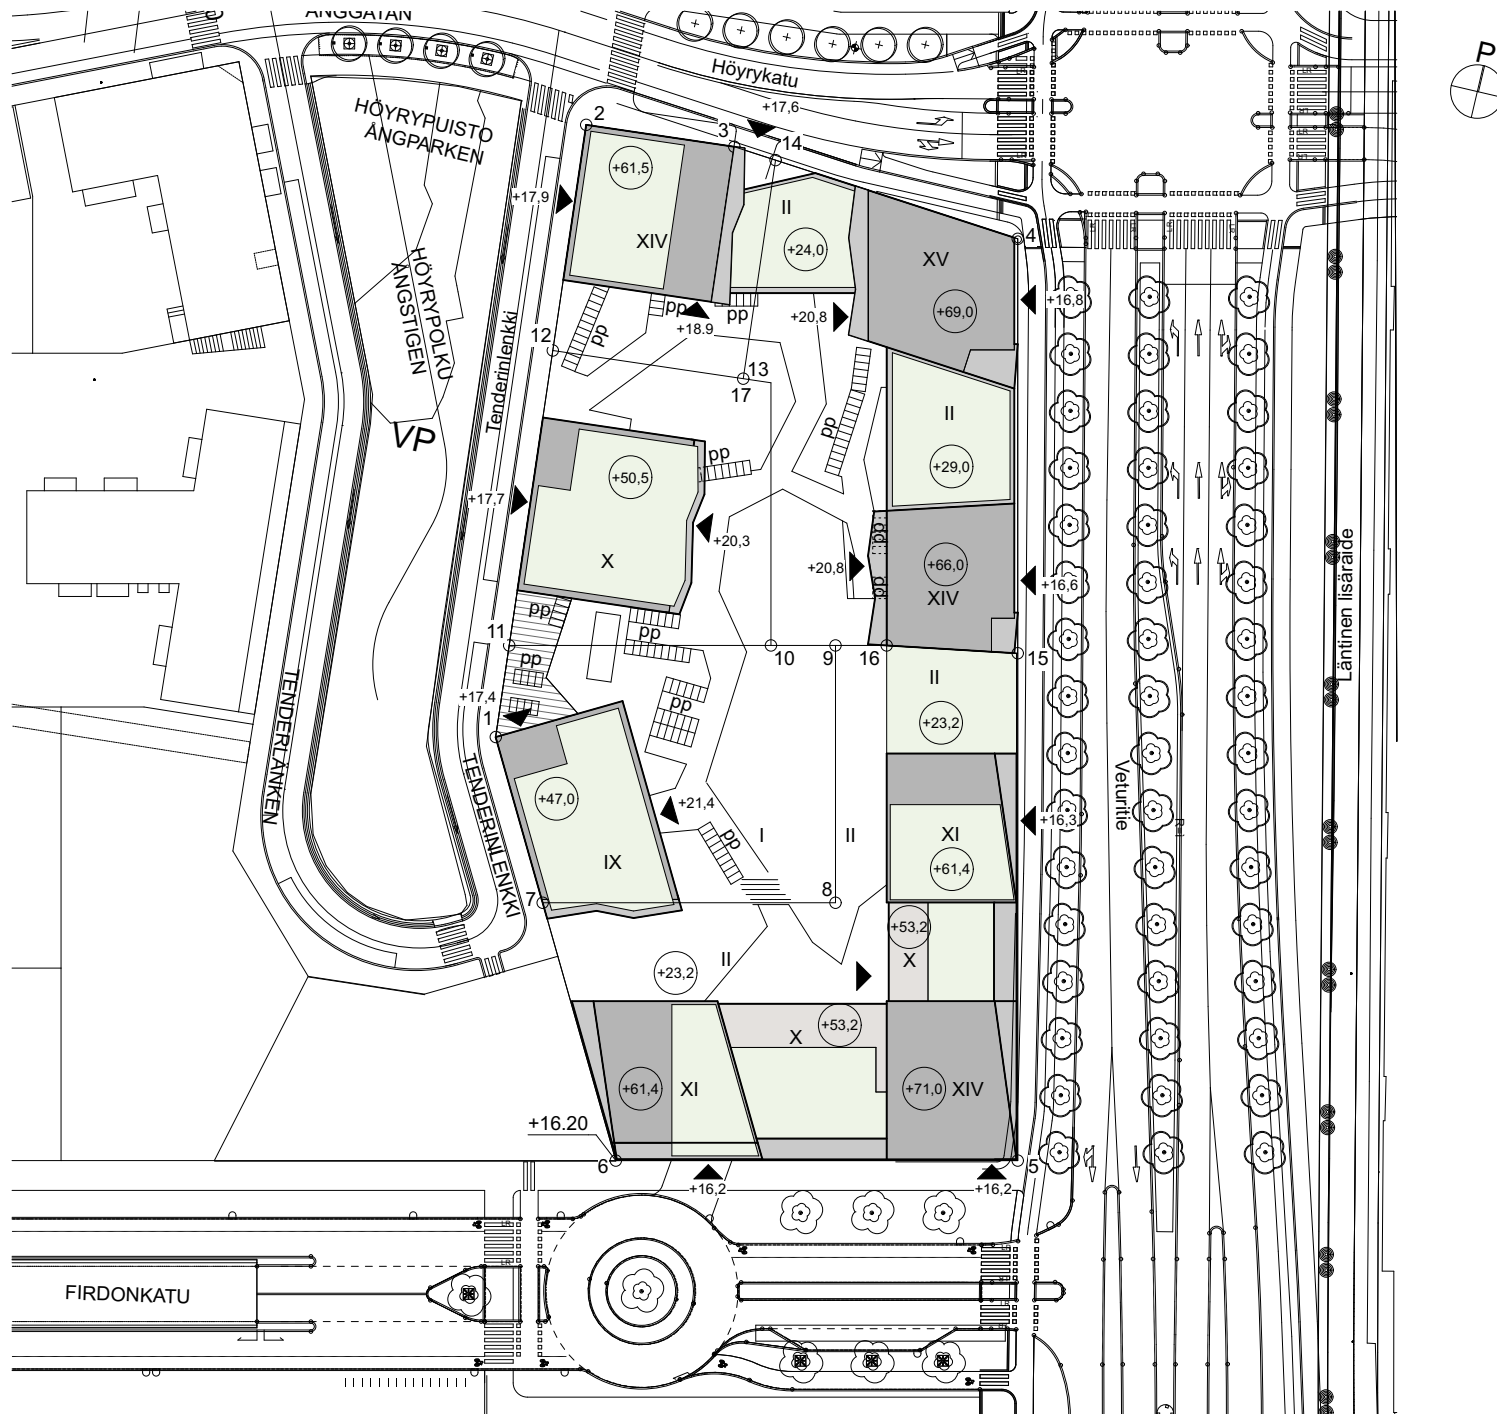 ÅNGGATAN
P
Höyrykatu
+17,6
HÖYRYPUISTO
ÅNGPARKEN
2
3
14
+61,5
+17,9
XIV
II
+24,0
4
XV
+69,0
+16,8
HÖYRYPOLKU
ÅNGSTIGEN
Tenderinlenkki
pp
pp
pp
+18.9
+20,8
12
13
17
II
+29,0
pp
VP
pp
+50,5
+17,7
+20,3
X
pp
+66,0
XIV
+20,8
pp
+16,6
Läntinen lisäraide
pp
pp
11
10
9
16
15
pp
II
+23,2
+17,4
1
pp
TENDERLÄNKEN
TENDERINLENKKI
+47,0
+21,4
IX
pp
I
II
XI
+61,4
+16,3
Veturitie
7
8
+53,2
X
II
+23,2
+53,2
X
+61,4
XI
+71,0
XIV
+16.20
6
5
+16,2
+16,2
FIRDONKATU